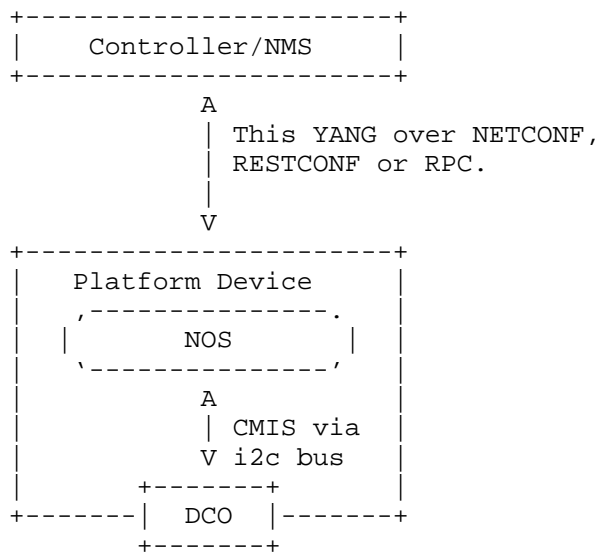 Controller/NMS
A
This YANG over NETCONF,
RESTCONF or RPC.
V
Platform Device
NOS
A
CMIS via
V i2c bus
DCO